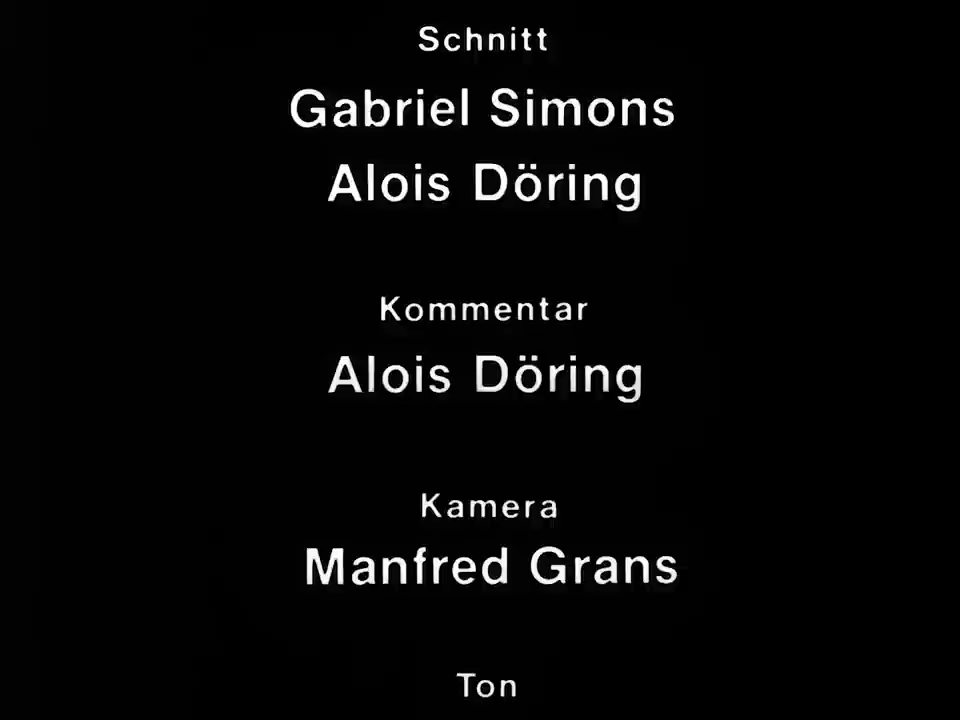 Schnitt
Gabriel Simons
Alois Döring
Kommentar
Alois Döring
Kamera
Manfred Grans
Ton